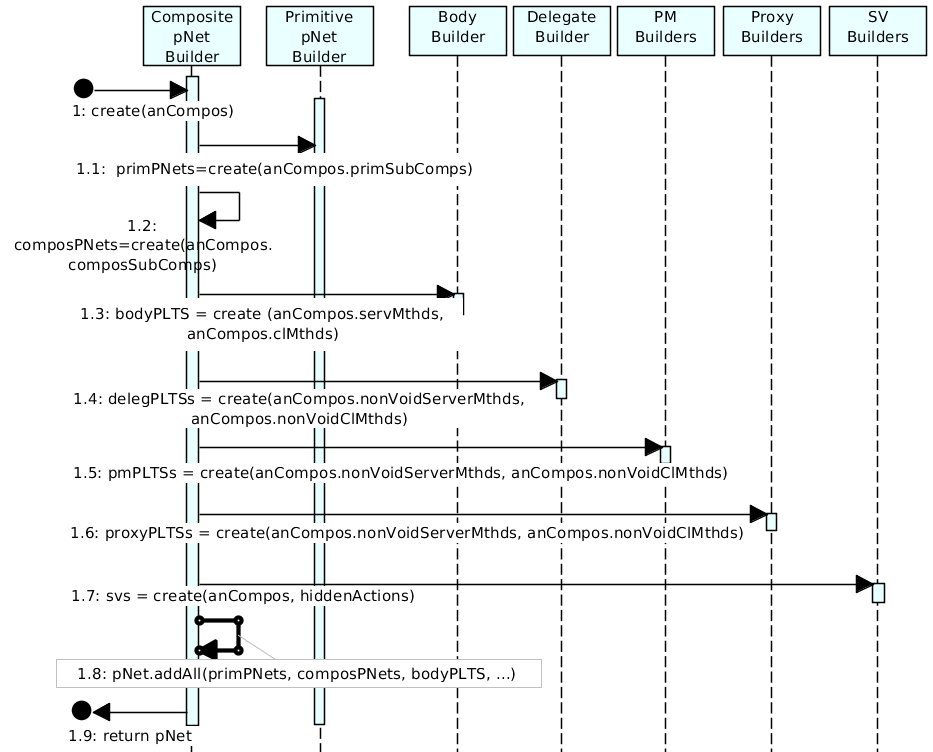 Composite
pNet
Builder
Primitive
pNet
Builder
Body
Builder
Delegate
Builder
PM
Builders
Proxy
Builders
SV
Builders
1: create(anCompos)
1.1: primPNets=create(anCompos.primSubComps)
1.2:
composPNets=create(anCompos.
composSubComps)
1.3: bodyPLTS = create (anCompos.servMthds,
anCompos.clMthds)
1.4: delegPLTSs = create(anCompos.nonVoidServerMthds,
anCompos.nonVoidClMthds)
1.5: pmPLTSs = create(anCompos.nonVoidServerMthds, anCompos.nonVoidClMthds)
1.6: proxyPLTSs = create(anCompos.nonVoidServerMthds, anCompos.nonVoidClMthds)
1.7: svs = create(anCompos, hiddenActions)
1.8: pNet.addAll(primPNets, composPNets, bodyPLTS, ...)
1.9: return pNet